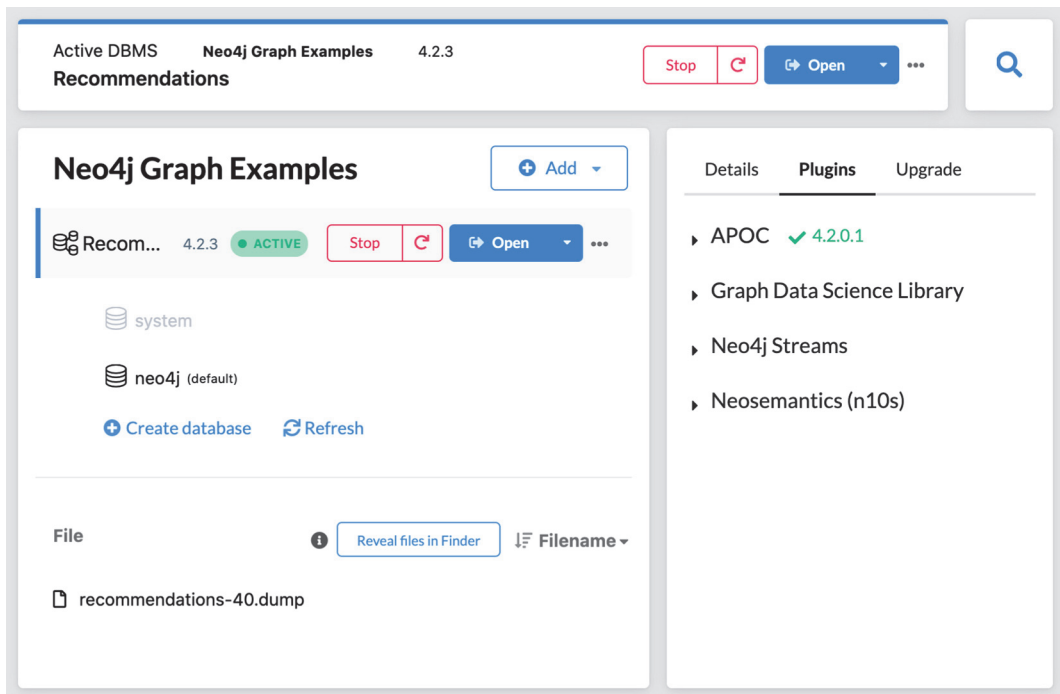 Active DBMS Neo4j Graph Examples 4.2.3
Recommendations
Stop Open
Neo4j Graph Examples
Add
Recom... 4.2.3 ACTIVE Stop Open
system
neo4j (default)
Create database Refresh
File Reveal files in Finder Filename
recommendations-40.dump
Details Plugins Upgrade
APOC 4.2.0.1
Graph Data Science Library
Neo4j Streams
Neosemantics (n10s)